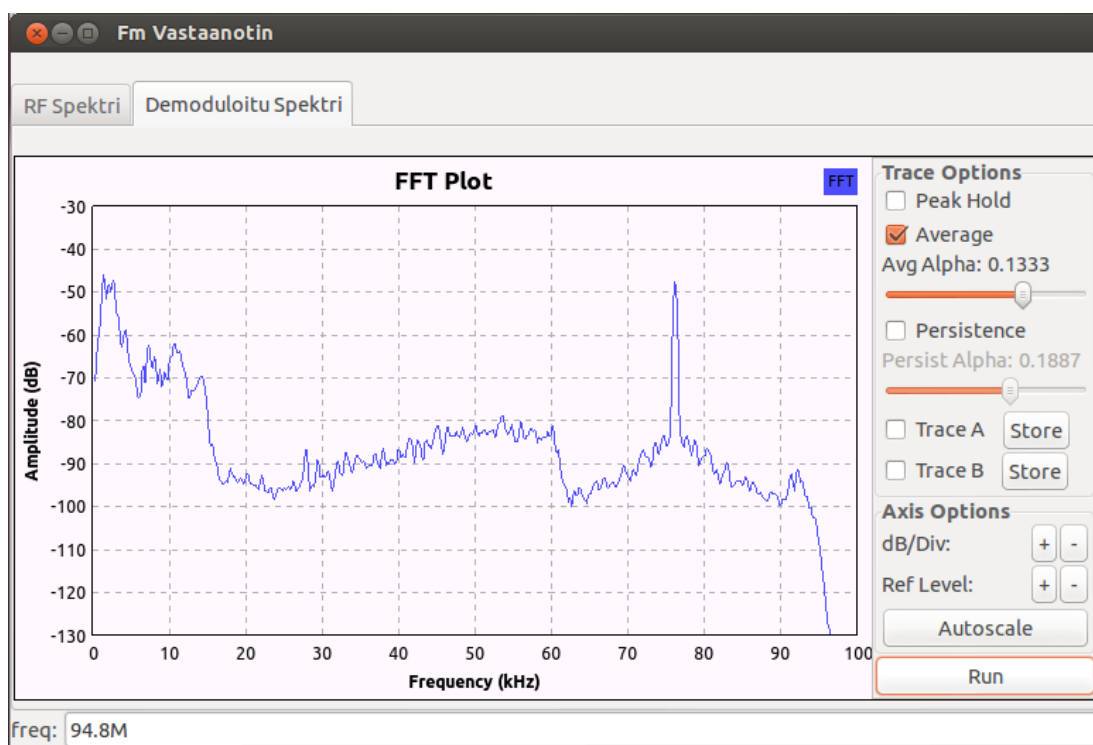 Fm Vastaanotin
RF Spektri
Demoduloitu Spektri
FFT Plot
FFT
-30
-40
-50
-60
-70
-80
-90
-100
-110
-120
-130
Amplitude (dB)
0 10 20 30 40 50 60 70 80 90 100
Frequency (kHz)
Trace Options
Peak Hold
Average
Avg Alpha: 0.1333
Persistence
Persist Alpha: 0.1887
Trace A Store
Trace B Store
Axis Options
dB/Div: + -
Ref Level: + -
Autoscale
Run
freq: 94.8M